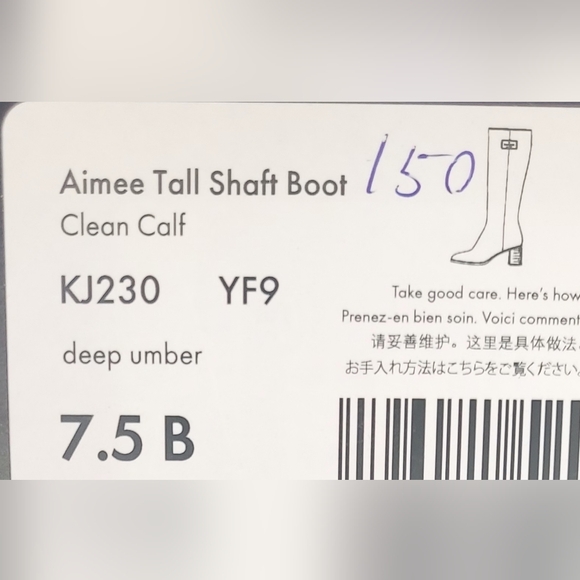 Aimee Tall Shaft Boot 150
Clean Calf
KJ230 YF9
deep umber
7.5 B
Take good care. Here's how
Prenez-en bien soin. Voici comment
请妥善维护。这里是具体做法
お手入れ方法はこちらをご覧ください。